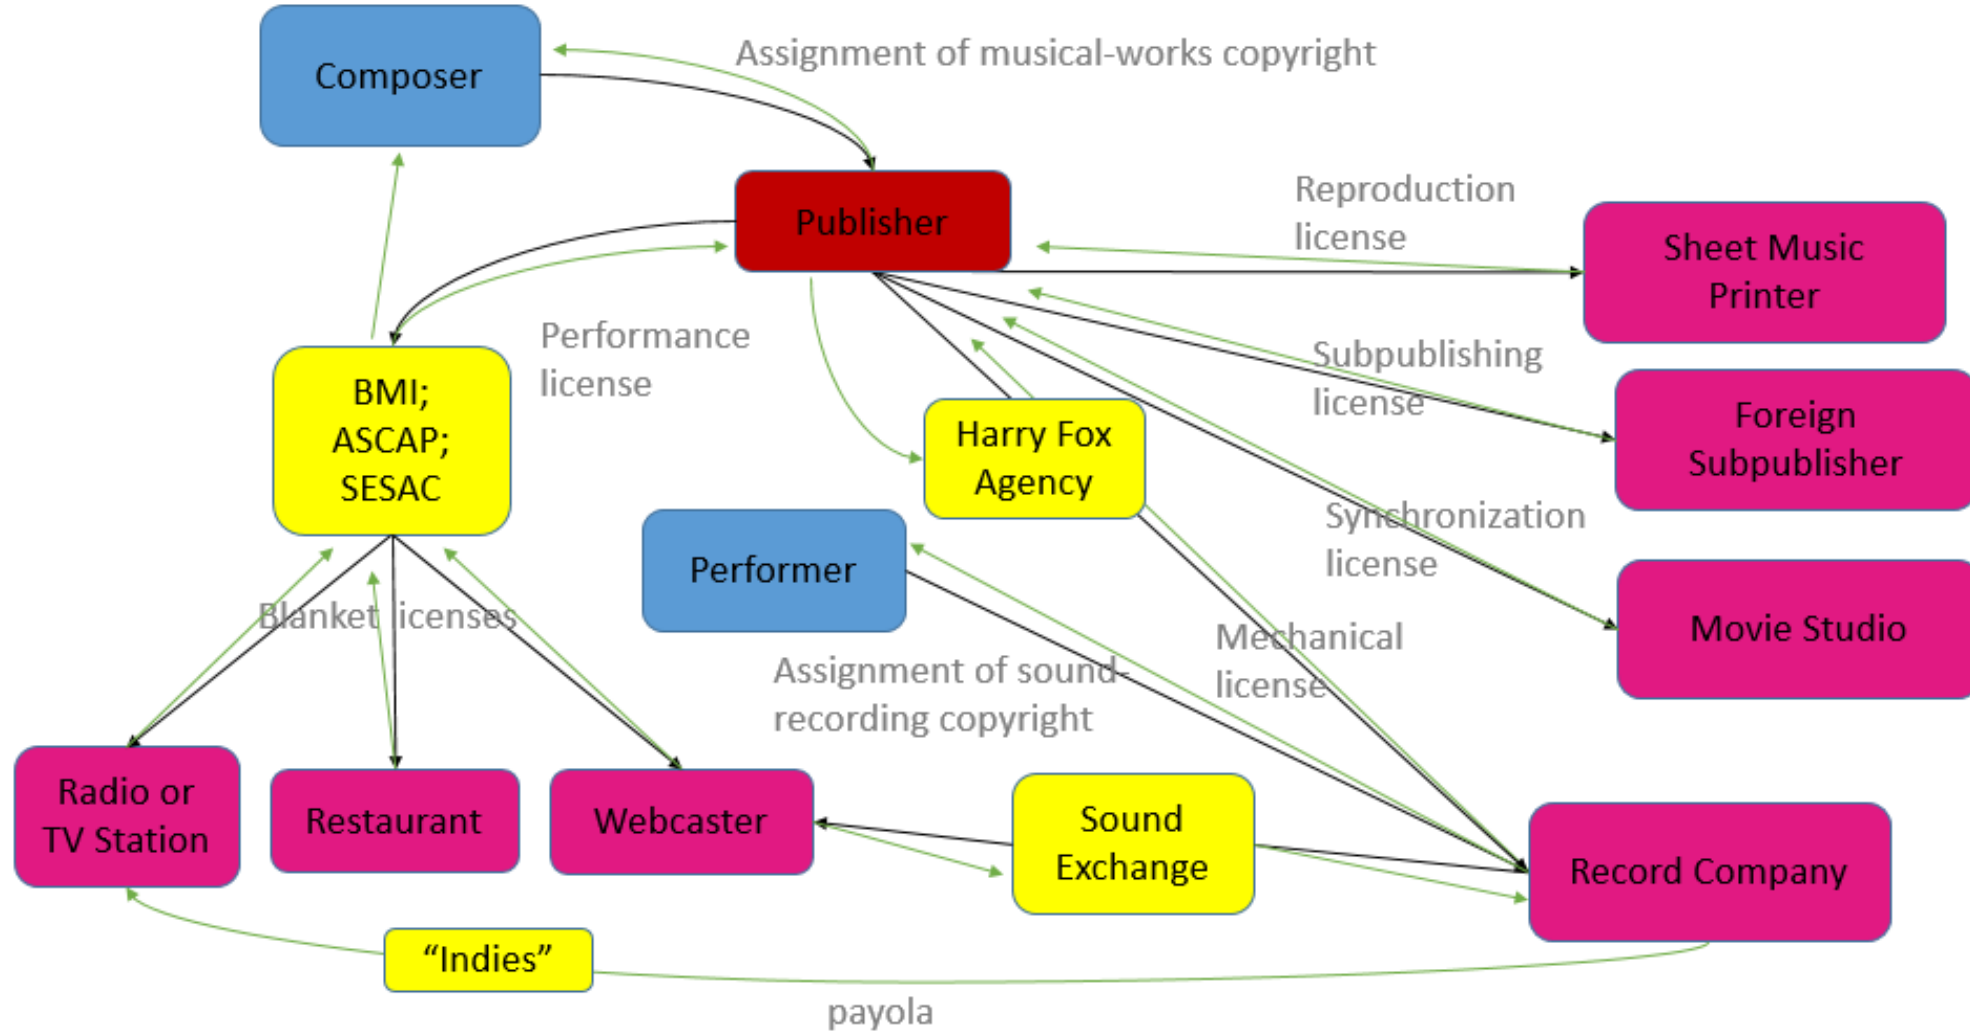 Composer
Assignment of musical-works copyright
Publisher
Reproduction
license
Sheet Music
Printer
Performance
license
Subpublishing
license
BMI;
ASCAP;
SESAC
Harry Fox
Agency
Foreign
Subpublisher
Synchronization
license
Performer
Movie Studio
Blanket licenses
Mechanical
license
Assignment of sound-
recording copyright
Radio or
TV Station
Restaurant
Webcaster
Sound
Exchange
Record Company
“Indies”
payola